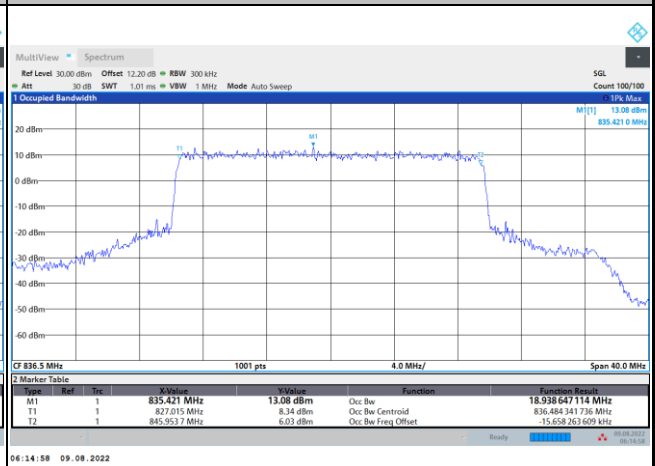 MultiView Spectrum
Ref Level 30.00 dBm Offset 12.20 dB RBW 300 kHz SGL
Att 30 dB SWT 1.01 ms VBW 1 MHz Mode Auto Sweep Count 100/100
1 Occupied Bandwidth 1Pk Max
M1[1] 13.08 dBm
835.421 0 MHz
M1
20 dBm
T1
T2
10 dBm
0 dBm
-10 dBm
-20 dBm
-30 dBm
-40 dBm
-50 dBm
-60 dBm
CF 836.5 MHz 1001 pts 4.0 MHz/ Span 40.0 MHz
2 Marker Table
Type Ref Trc X-Value Y-Value Function Function Result
M1 1 835.421 MHz 13.08 dBm Occ Bw 18.938 647 114 MHz
T1 1 827.015 MHz 8.34 dBm Occ Bw Centroid 836.484 341 736 MHz
T2 1 845.953 7 MHz 6.03 dBm Occ Bw Freq Offset -15.658 263 609 kHz
Ready 09.08.2022
06:14:58
06:14:58 09.08.2022